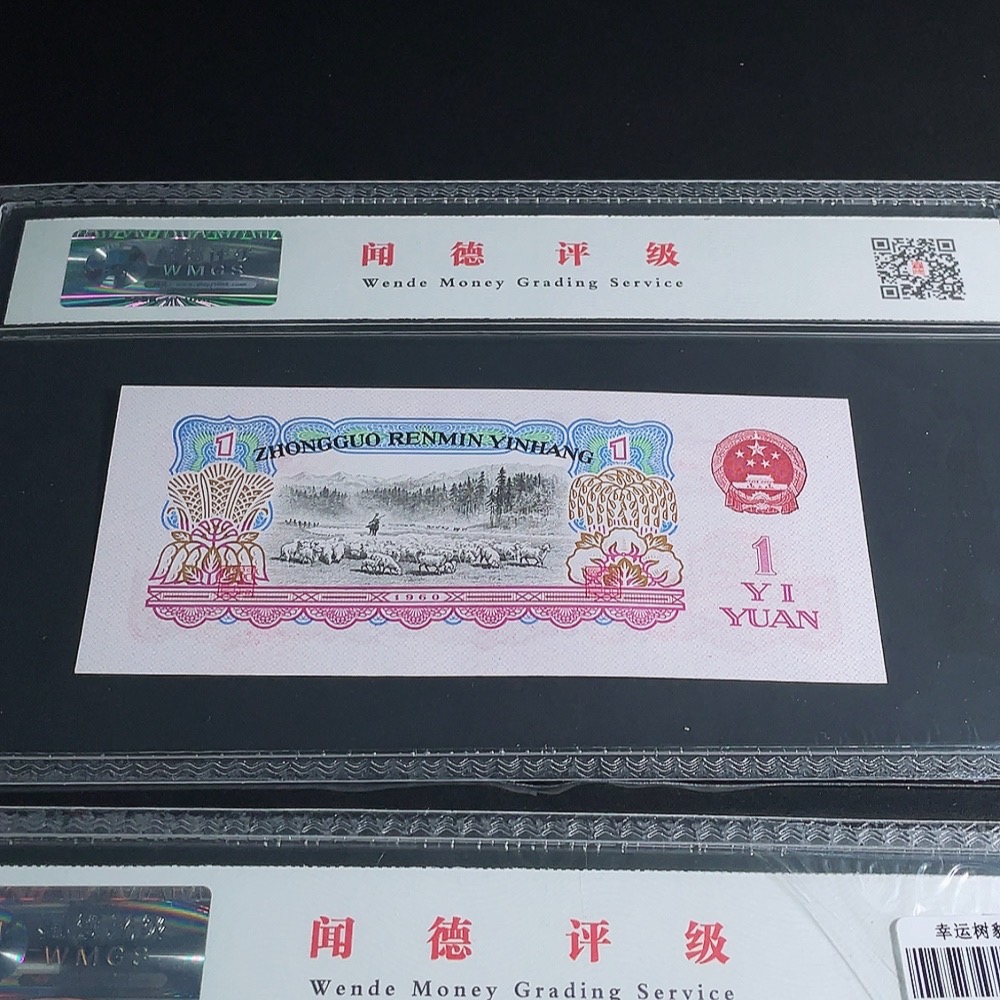 WMGS
闻 德 评 级
Wende Money Grading Service
1 ZHONGGUO RENMIN YINHANG 1
1960
1
YI
YUAN
WMGS
闻 德 评 级
Wende Money Grading Service
幸运树